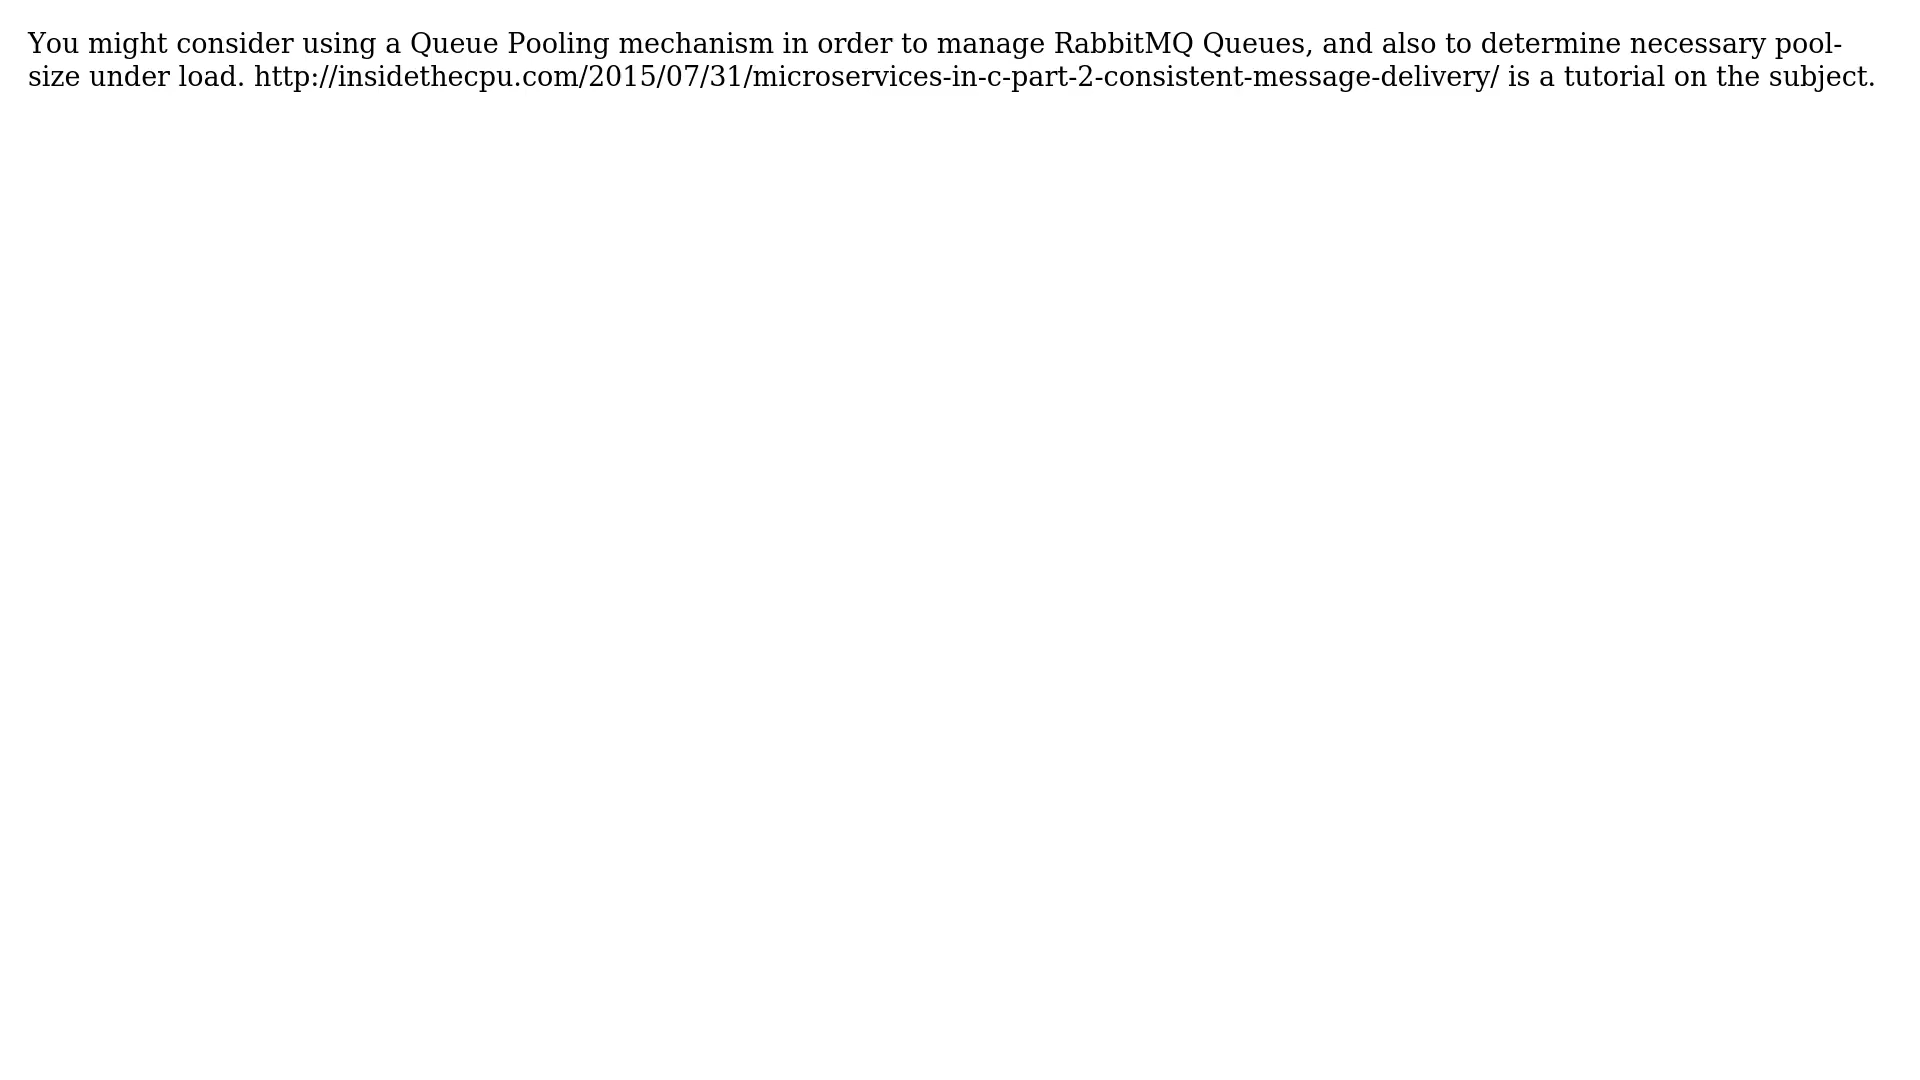 You might consider using a Queue Pooling mechanism in order to manage RabbitMQ Queues, and also to determine necessary pool-
size under load. http://insidethecpu.com/2015/07/31/microservices-in-c-part-2-consistent-message-delivery/ is a tutorial on the subject.